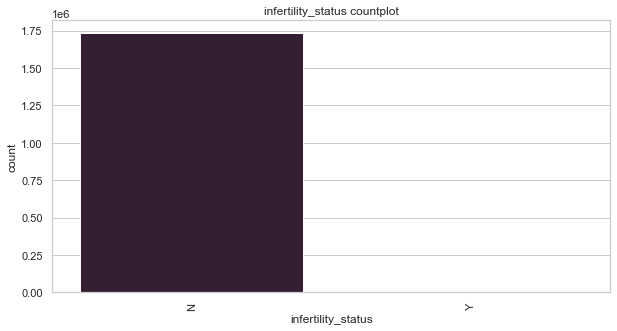 infertility_status countplot
1e6
1.75
1.50
1.25
1.00
0.75
0.50
0.25
0.00
count
N
Y
infertility_status